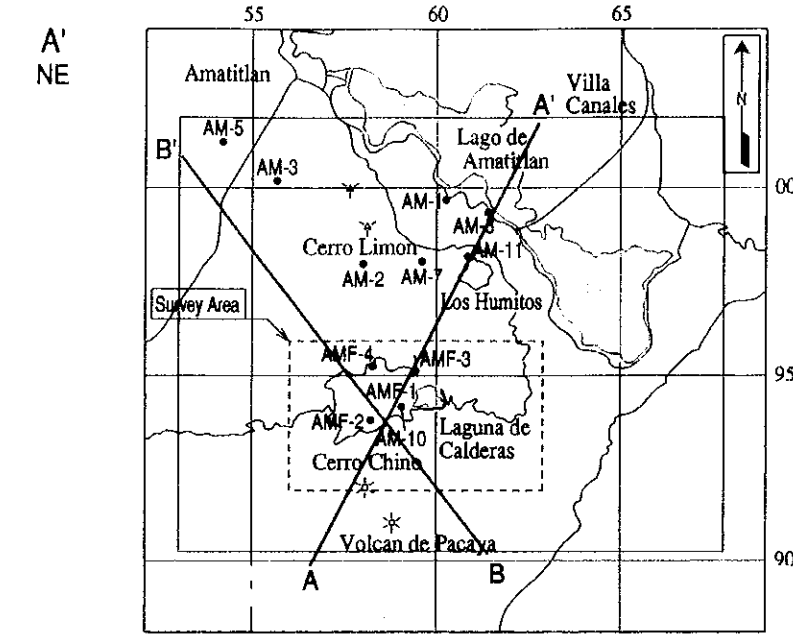 A'
NE
55 60 65
N
Amatitlan
Villa
Canales
A'
AM-5
Lago de
Amatitlan
B'
AM-3
00
AM-1
AM-11
Cerro Limon
AM-2
AM-7
Los Humitos
Survey Area
AMF-4
AMF-3
95
AMF-1
AMF-2
Laguna de
Calderas
AM-10
Cerro Chino
Volcan de Pacaya
90
A
B